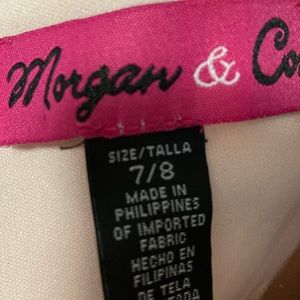 Morgan & Co
SIZE/TALLA
7/8
MADE IN
PHILIPPINES
OF IMPORTED
FABRIC
HECHO EN
FILIPINAS
DE TELA